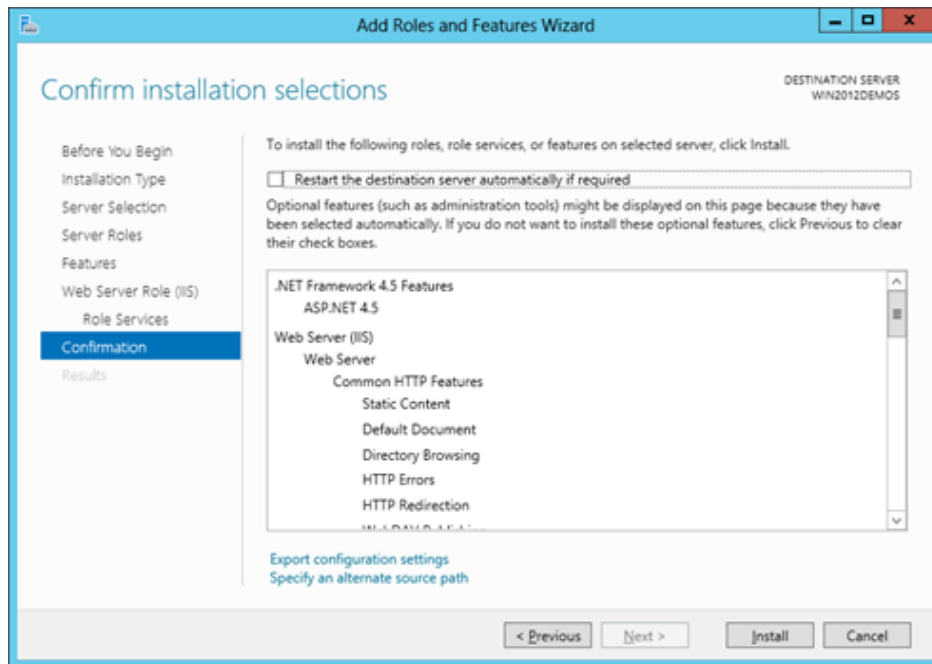 Add Roles and Features Wizard
Confirm installation selections
DESTINATION SERVER
WIN2012DEMOS
Before You Begin
Installation Type
Server Selection
Server Roles
Features
Web Server Role (IIS)
Role Services
Confirmation
Results
To install the following roles, role services, or features on selected server, click Install.
Restart the destination server automatically if required
Optional features (such as administration tools) might be displayed on this page because they have
been selected automatically. If you do not want to install these optional features, click Previous to clear
their check boxes.
.NET Framework 4.5 Features
ASP.NET 4.5
Web Server (IIS)
Web Server
Common HTTP Features
Static Content
Default Document
Directory Browsing
HTTP Errors
HTTP Redirection
Export configuration settings
Specify an alternate source path
< Previous
Next >
Install
Cancel